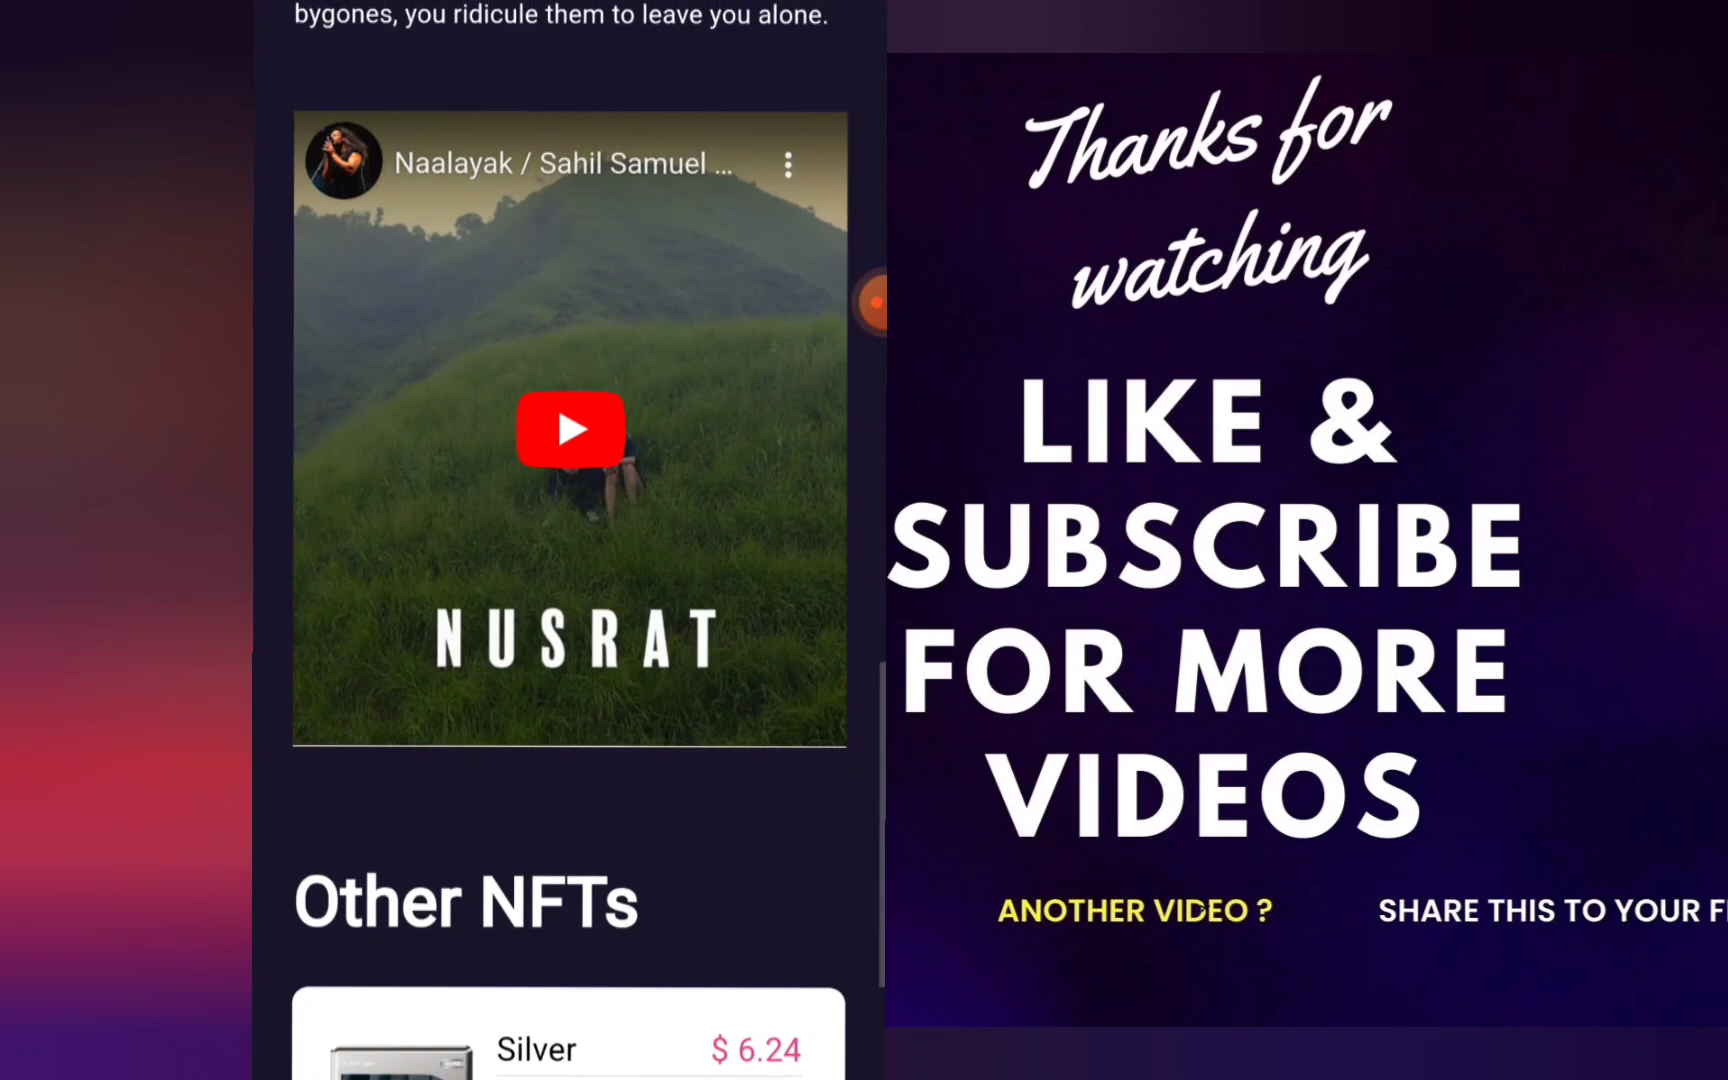 bygones, you ridicule them to leave you alone.
Naalayak / Sahil Samuel ...
NUSRAT
Other NFTs
Silver
$ 6.24
Thanks for
watching
LIKE &
SUBSCRIBE
FOR MORE
VIDEOS
ANOTHER VIDEO ?
SHARE THIS TO YOUR